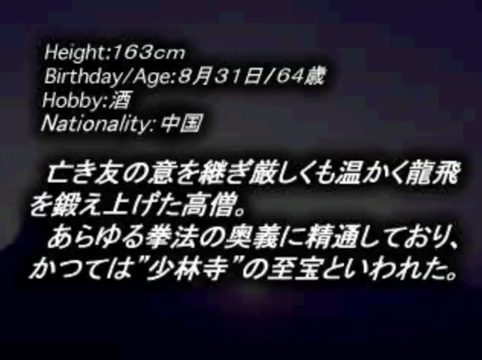 Height:163cm
Birthday/Age:8月31日/64歳
Hobby:酒
Nationality:中国
亡き友の意を継ぎ厳しくも温かく龍飛
を鍛え上げた高僧。
あらゆる拳法の奥義に精通しており、
かつては"少林寺"の至宝といわれた。